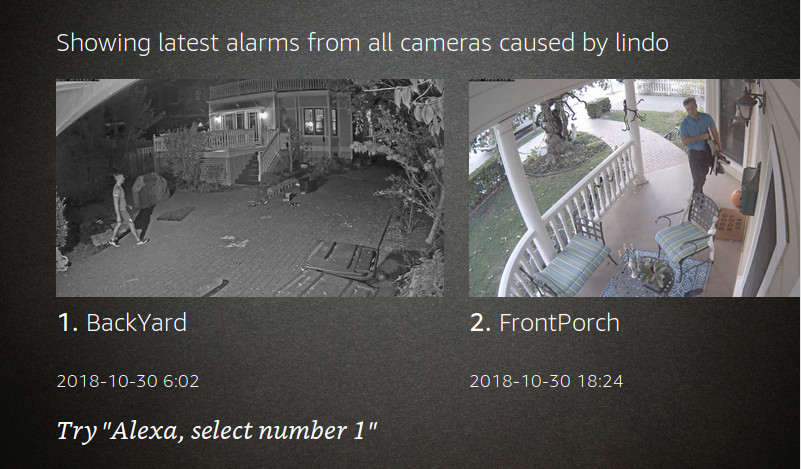 Showing latest alarms from all cameras caused by lindo
1. BackYard
2. FrontPorch
2018-10-30 6:02
2018-10-30 18:24
Try "Alexa, select number 1"